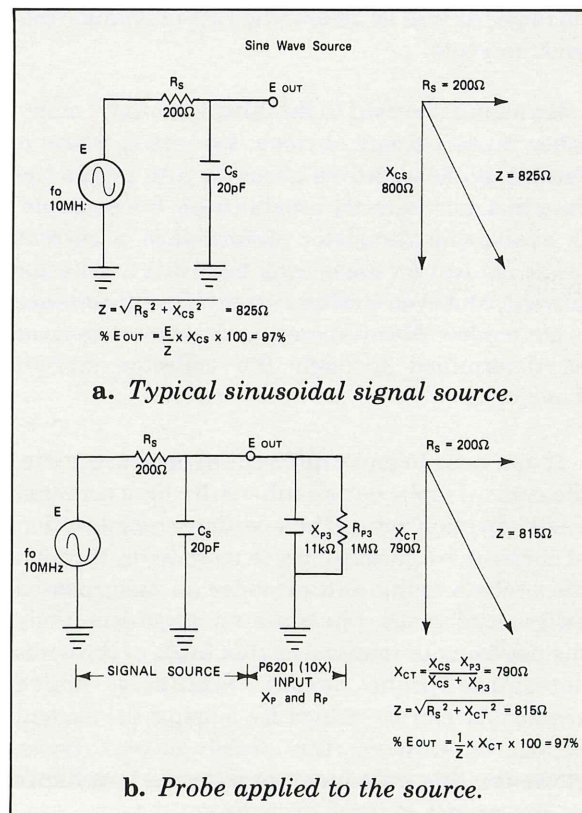 Sine Wave Source
E OUT
RS
200Ω
E
fo
10MH:
CS
20pF
RS = 200Ω
XCS
800Ω
Z = 825Ω
Z = √RS² + XCS² = 825Ω
% E OUT = E/Z x XCS x 100 = 97%
a. Typical sinusoidal signal source.
E OUT
RS
200Ω
E
fo
10MHz
CS
20pF
XP3
11kΩ
RP3
1MΩ
RS = 200Ω
XCT
790Ω
Z = 815Ω
SIGNAL SOURCE
P6201 (10X)
INPUT
XP and RP
XCT = XCS XP3/XCS + XP3 = 790Ω
Z = √RS² + XCT² = 815Ω
% E OUT = 1/Z x XCT x 100 = 97%
b. Probe applied to the source.